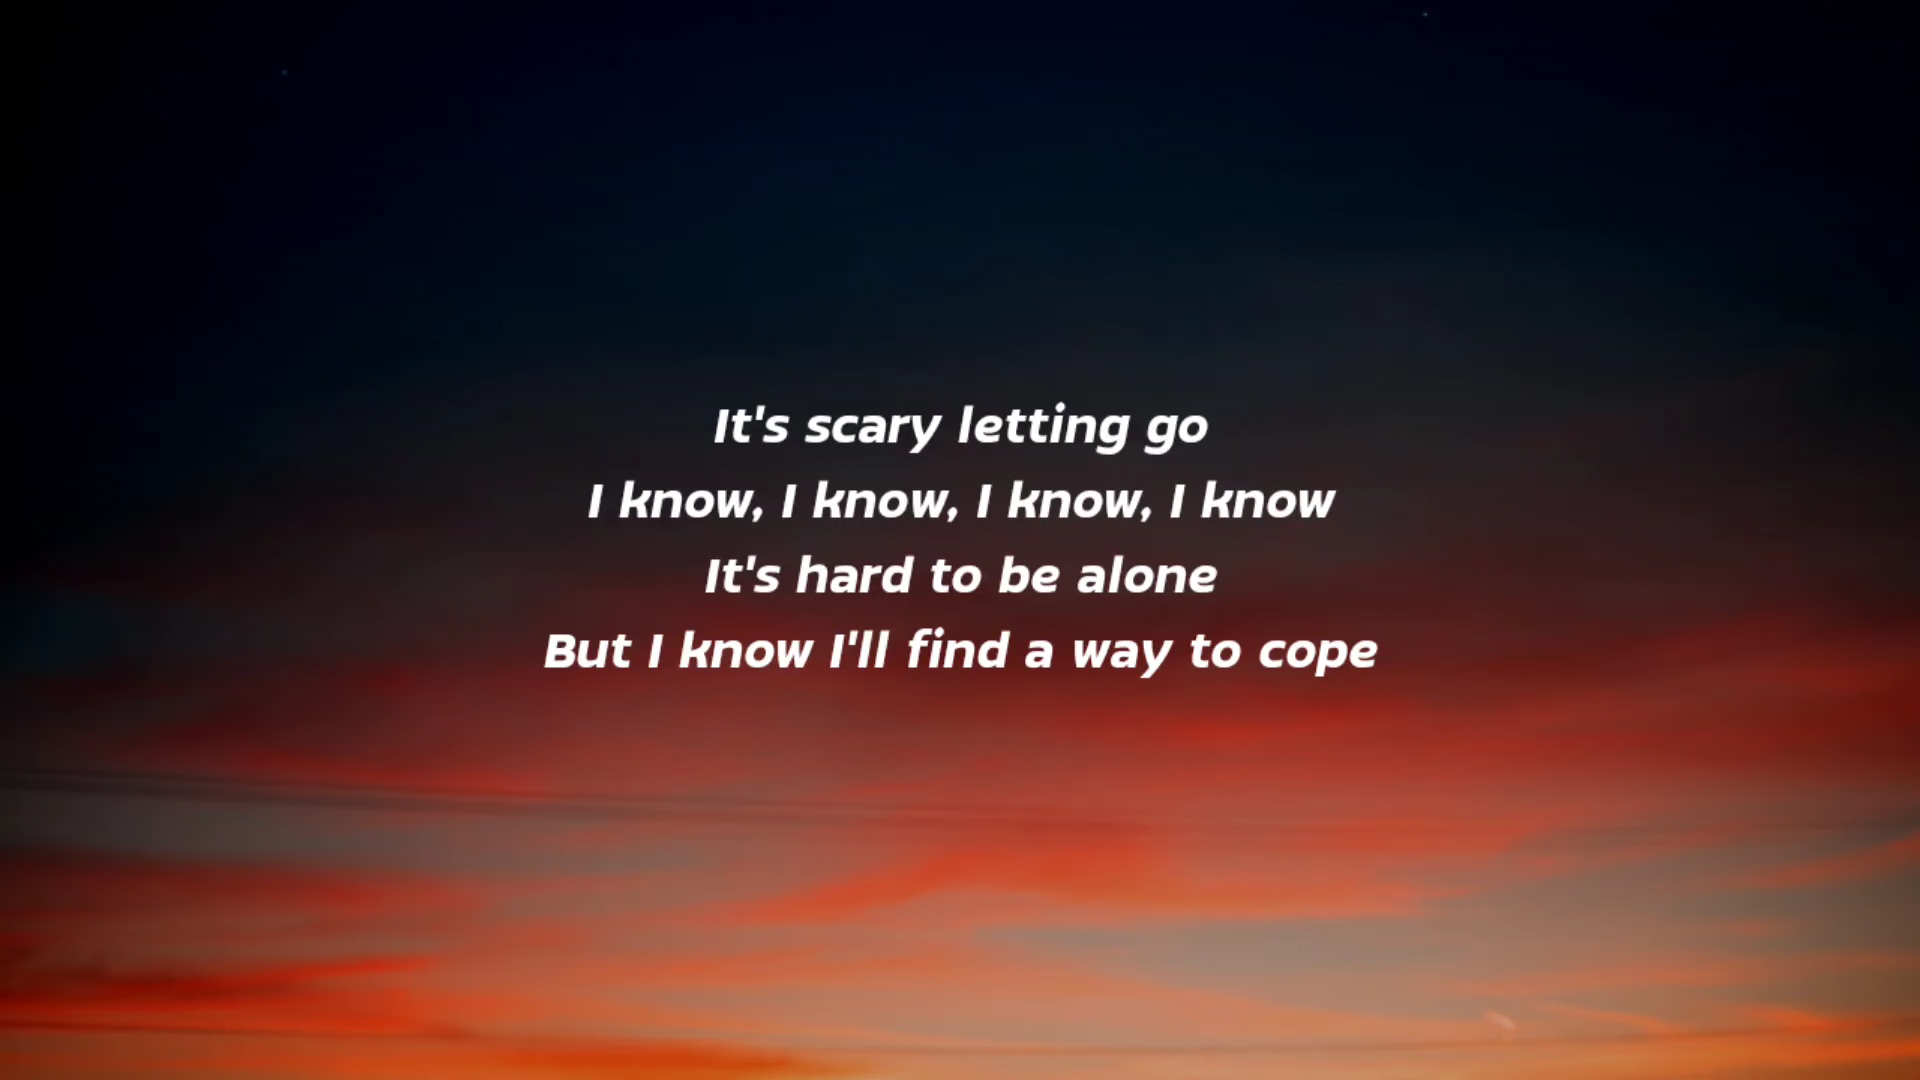 It's scary letting go
I know, I know, I know, I know
It's hard to be alone
But I know I'll find a way to cope